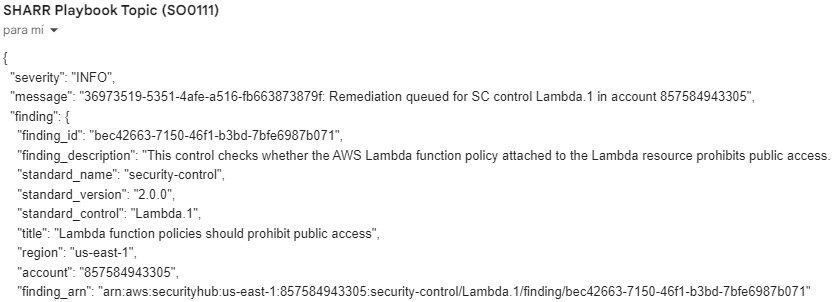 SHARR Playbook Topic (SO0111)
para mí
{
"severity": "INFO",
"message": "36973519-5351-4afe-a516-fb663873879f: Remediation queued for SC control Lambda.1 in account 857584943305",
"finding": {
"finding_id": "bec42663-7150-46f1-b3bd-7bfe6987b071",
"finding_description": "This control checks whether the AWS Lambda function policy attached to the Lambda resource prohibits public access.
"standard_name": "security-control",
"standard_version": "2.0.0",
"standard_control": "Lambda.1",
"title": "Lambda function policies should prohibit public access",
"region": "us-east-1",
"account": "857584943305",
"finding_arn": "arn:aws:securityhub:us-east-1:857584943305:security-control/Lambda.1/finding/bec42663-7150-46f1-b3bd-7bfe6987b071"